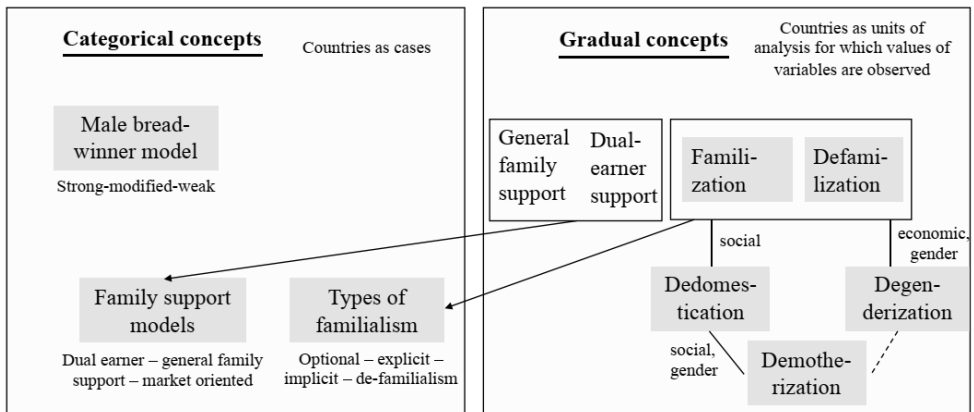 Categorical concepts
Countries as cases
Male bread-
winner model
Strong-modified-weak
Family support
models
Dual earner – general family
support – market oriented
Types of
familialism
Optional – explicit –
implicit – de-familialism
Gradual concepts
Countries as units of
analysis for which values of
variables are observed
General
family
support
Dual-
earner
support
Famili-
zation
Defami-
lization
social
economic,
gender
Dedomes-
tication
Degen-
derization
social,
gender
Demothe-
rization